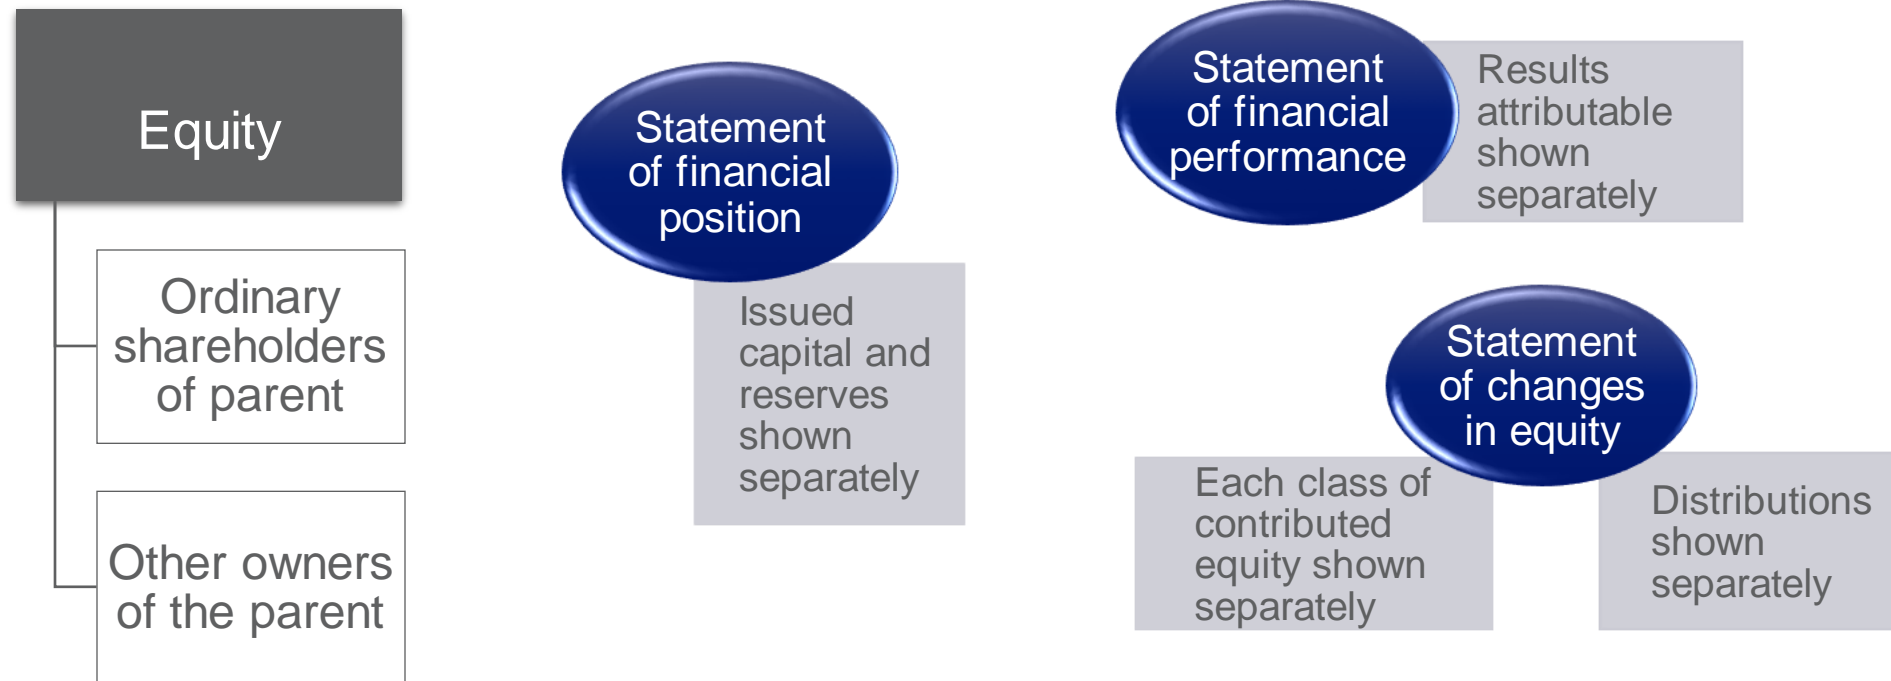 Equity
Ordinary
shareholders
of parent
Other owners
of the parent
Statement
of financial
position
Issued
capital and
reserves
shown
separately
Statement
of financial
performance
Results
attributable
shown
separately
Statement
of changes
in equity
Each class of
contributed
equity shown
separately
Distributions
shown
separately